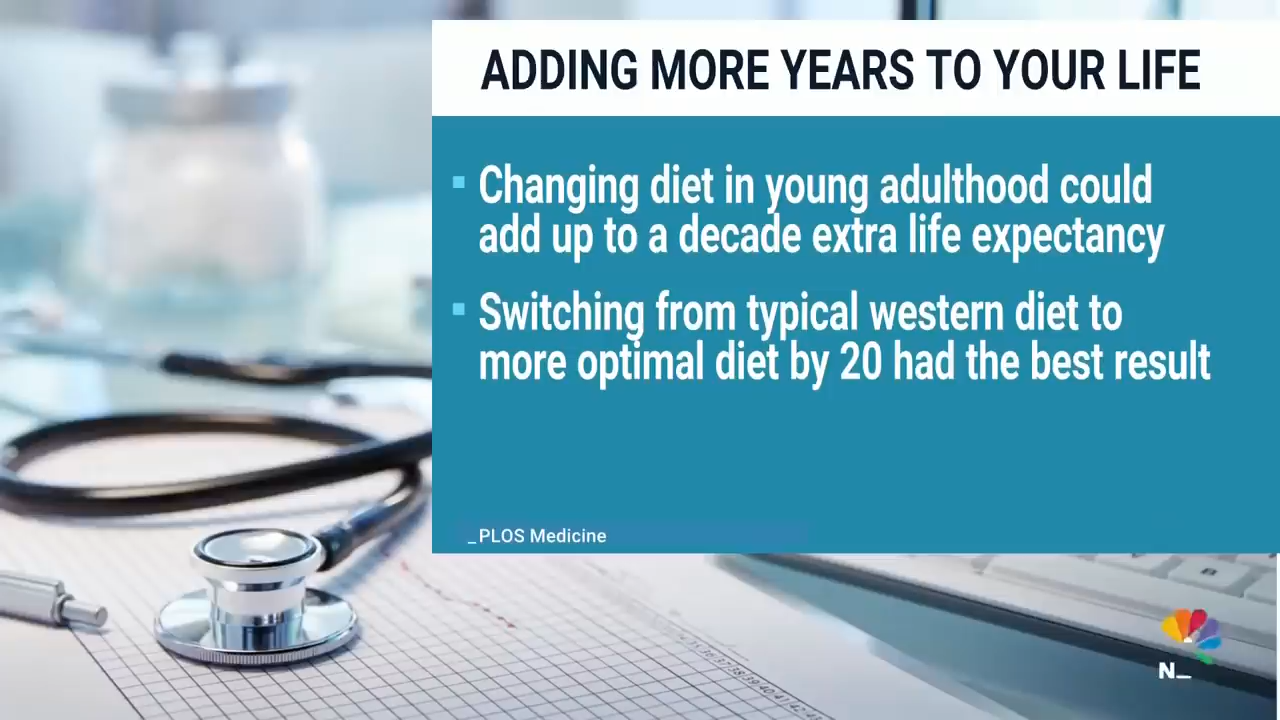 ADDING MORE YEARS TO YOUR LIFE
▪ Changing diet in young adulthood could
add up to a decade extra life expectancy
▪ Switching from typical western diet to
more optimal diet by 20 had the best result
_PLOS Medicine
N_